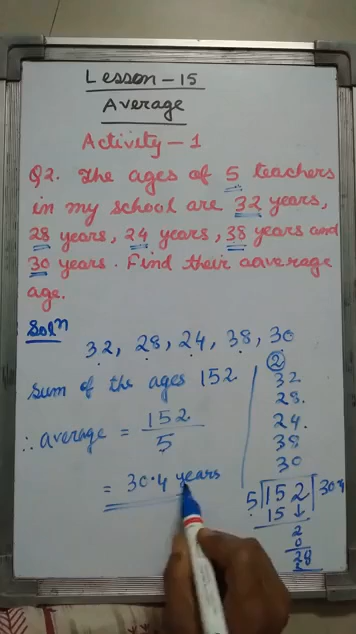 Lesson-15
Average
Activity-1
Q2. The ages of 5 teachers
in my school are 32 years,
28 years, 24 years, 38 years and
30 years. Find their aaverage
age.
Solⁿ
32, 28, 24, 38, 30
Sum of the ages 152
∴ average = 152
5
= 30.4 years
②
32
28.
24.
38
30
5 152 30.4
15 ↓
2
0